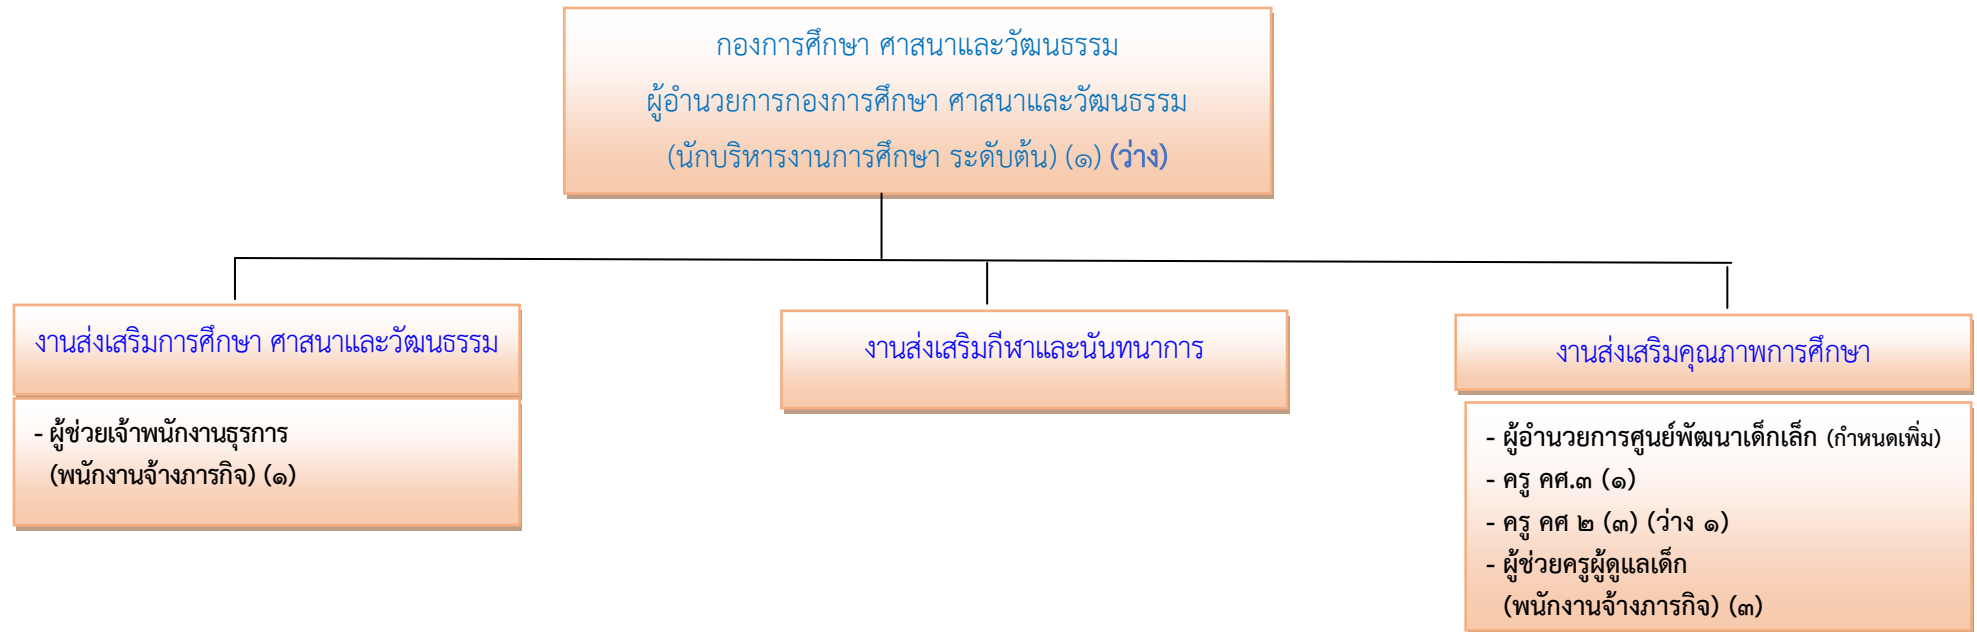 กองการศึกษา ศาสนาและวัฒนธรรม
ผู้อำนวยการกองการศึกษา ศาสนาและวัฒนธรรม
(นักบริหารงานการศึกษา ระดับต้น) (๑) (ว่าง)
งานส่งเสริมการศึกษา ศาสนาและวัฒนธรรม
- ผู้ช่วยเจ้าพนักงานธุรการ
(พนักงานจ้างภารกิจ) (๑)
งานส่งเสริมกีฬาและนันทนาการ
งานส่งเสริมคุณภาพการศึกษา
- ผู้อำนวยการศูนย์พัฒนาเด็กเล็ก (กำหนดเพิ่ม)
- ครู คศ.๓ (๑)
- ครู คศ ๒ (๓) (ว่าง ๑)
- ผู้ช่วยครูผู้ดูแลเด็ก
(พนักงานจ้างภารกิจ) (๓)